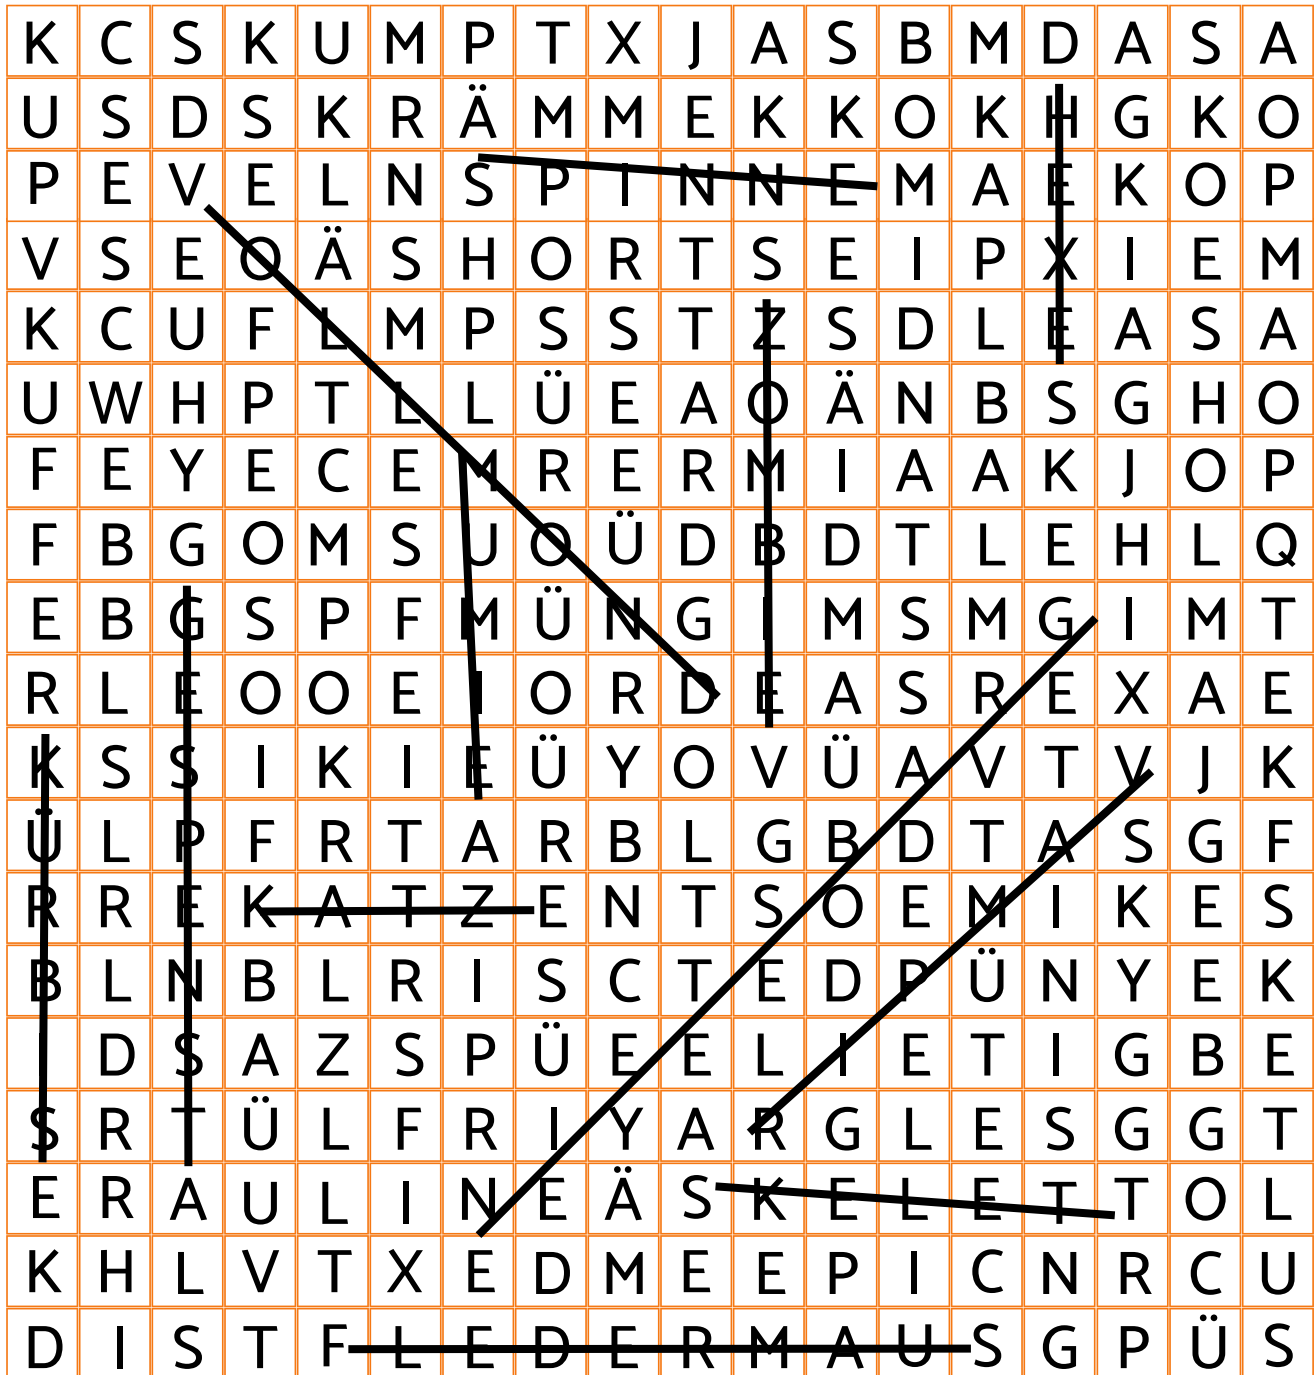 K C S K U M P T X J A S B M D A S A
U S D S K R Ä M M E K K O K H G K O
P E V E L N S P I N N E M A E K O P
V S E O Ä S H O R T S E I P X I E M
K C U F L M P S S T Z S D L E A S A
U W H P T L L Ü E A O Ä N B S G H O
F E Y E C E M R E R M I A A K J O P
F B G O M S U O Ü D B D T L E H L Q
E B G S P F M Ü N G I M S M G I M T
R L E O O E I O R D E A S R E X A E
K S S I K I E Ü Y O V Ü A V T V J K
Ü L P F R T A R B L G B D T A S G F
R R E K A T Z E N T S O E M I K E S
B L N B L R I S C T E D P Ü N Y E K
I D S A Z S P Ü E E L I E T I G B E
S R T Ü L F R I Y A R G L E S G G T
E R A U L I N E Ä S K E L E T T O L
K H L V T X E D M E E P I C N R C U
D I S T F L E D E R M A U S G P Ü S